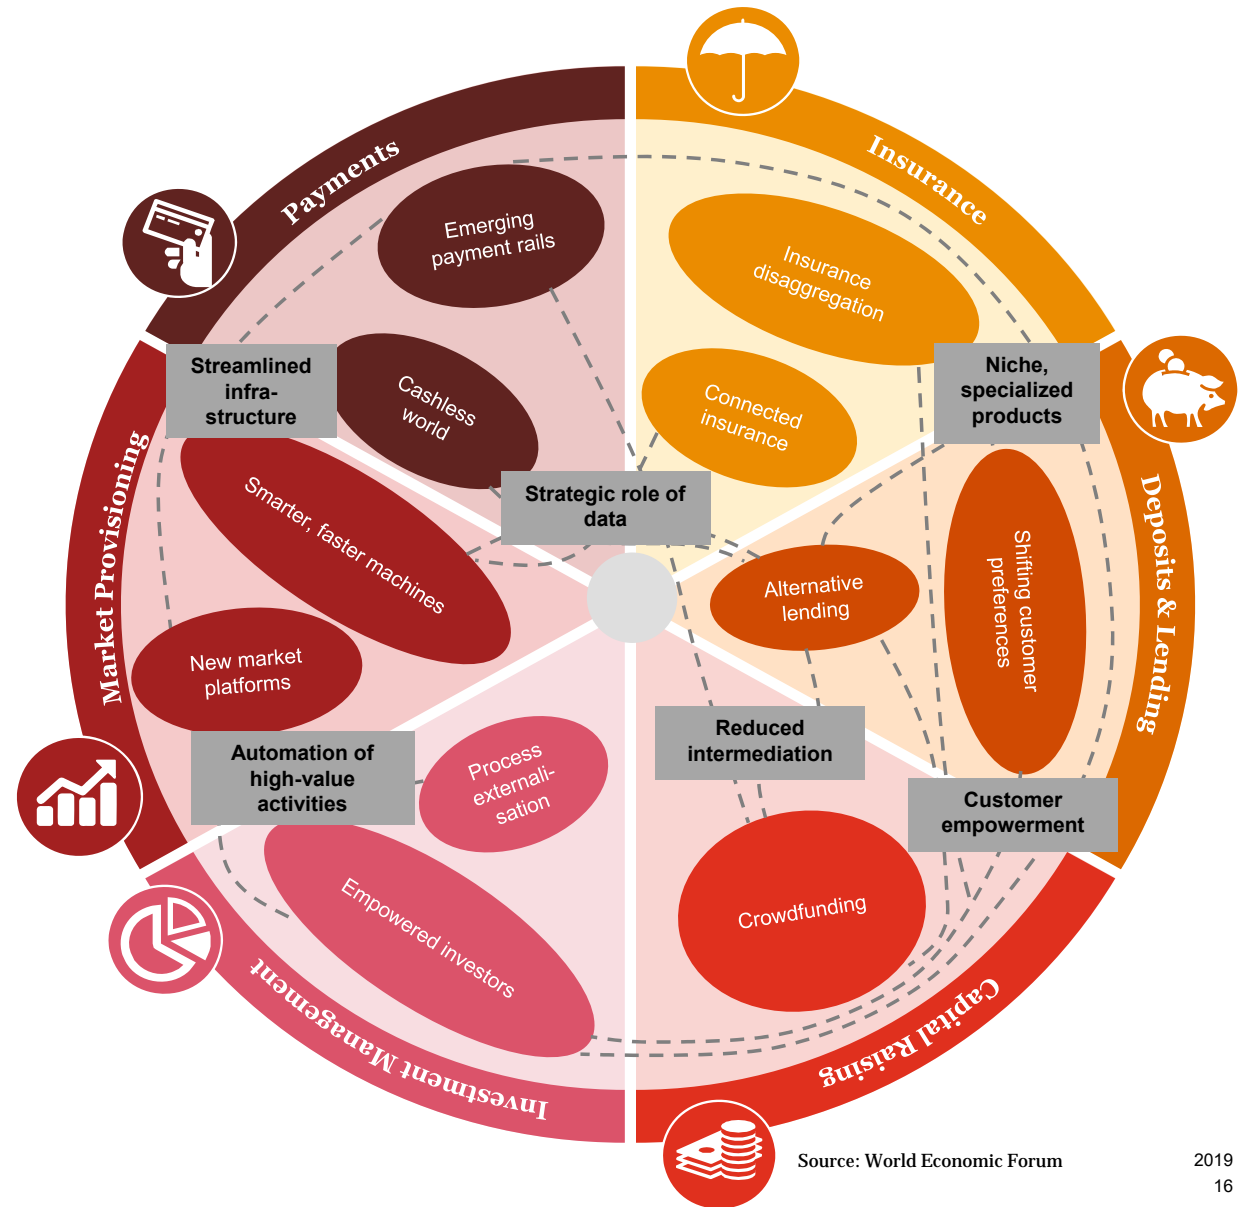 Payments
Insurance
Emerging
payment rails
Insurance
disaggregation
Streamlined
infra-
structure
Cashless
world
Connected
insurance
Niche,
specialized
products
Market Provisioning
Smarter, faster machines
Strategic role of
data
Alternative
lending
Shifting customer
preferences
Deposits & Lending
New market
platforms
Automation of
high-value
activities
Process
externali-
sation
Reduced
intermediation
Customer
empowerment
Empowered investors
Crowdfunding
Investment Management
Capital Raising
Source: World Economic Forum
2019
16